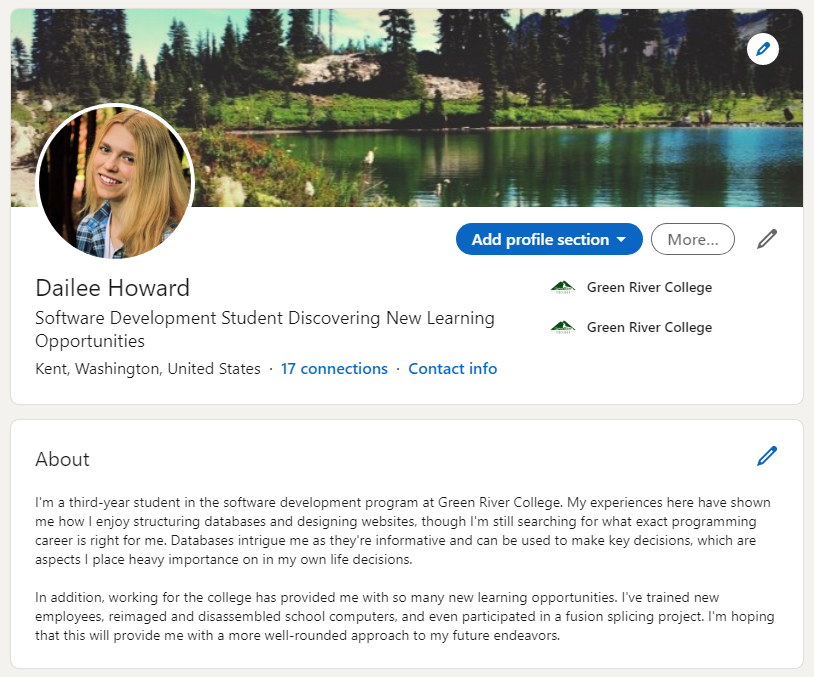 Add profile section
More...
Dailee Howard
Green River College
Software Development Student Discovering New Learning
Opportunities
Green River College
Kent, Washington, United States · 17 connections · Contact info
About
I'm a third-year student in the software development program at Green River College. My experiences here have shown
me how I enjoy structuring databases and designing websites, though I'm still searching for what exact programming
career is right for me. Databases intrigue me as they're informative and can be used to make key decisions, which are
aspects I place heavy importance on in my own life decisions.
In addition, working for the college has provided me with so many new learning opportunities. I've trained new
employees, reimaged and disassembled school computers, and even participated in a fusion splicing project. I'm hoping
that this will provide me with a more well-rounded approach to my future endeavors.